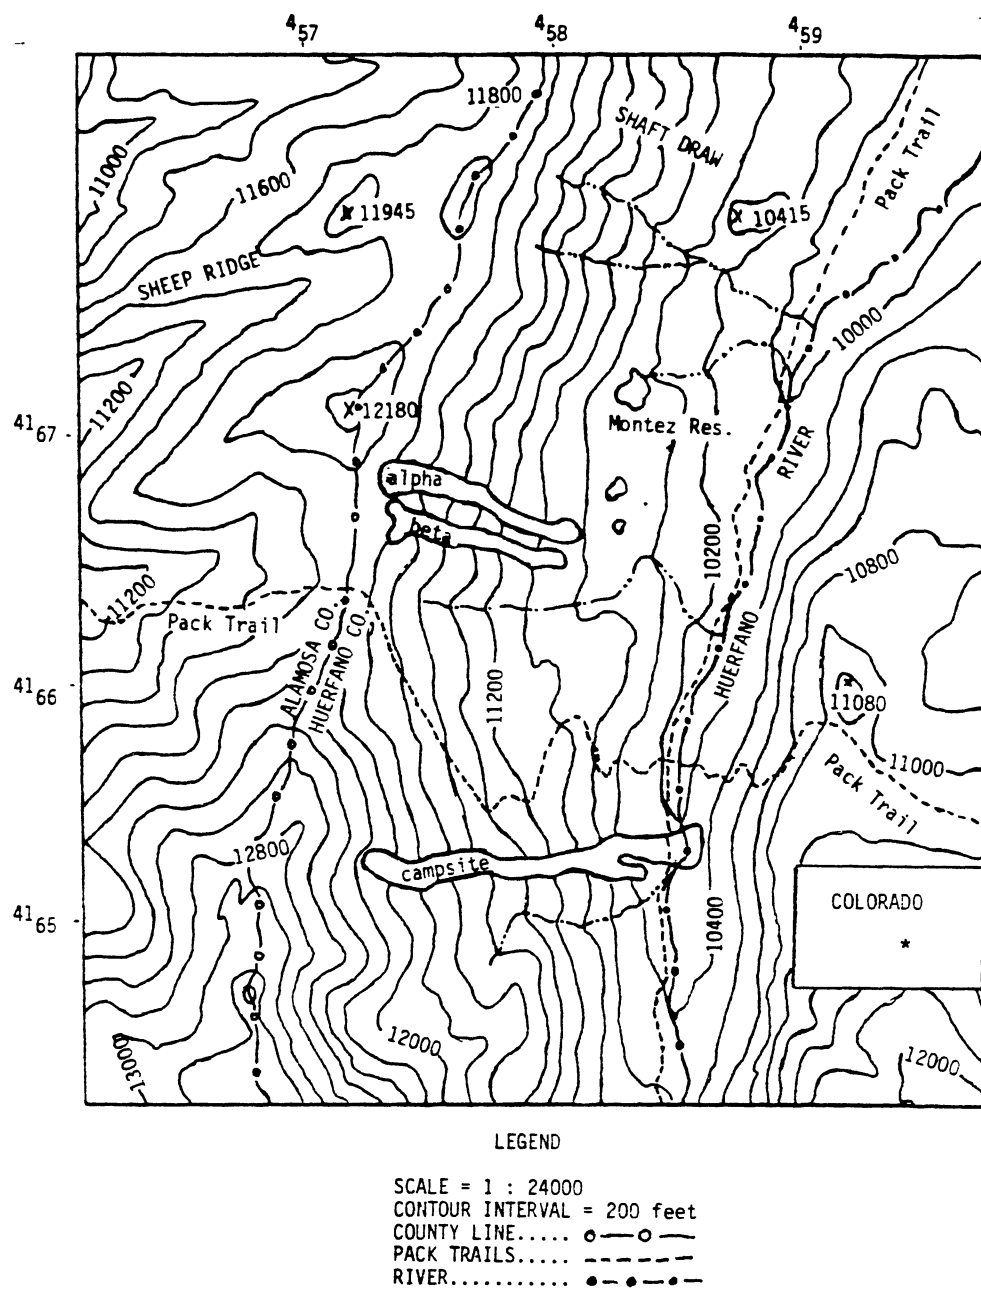 457 458 459
11800
SHAFT DRAW
Pack Trail
11000
11600
X 11945
X 10415
SHEEP RIDGE
10000
11200
X 12180
4167
Montez Res.
RIVER
alpha
beta
10200
10800
11200
Pack Trail
ALAMOSA CO.
HUERFANO CO.
HUERFANO
4166
11200
11080
11000
Pack Trail
12800
campsite
4165
10400
COLORADO
*
12000
13000
12000
LEGEND
SCALE = 1 : 24000
CONTOUR INTERVAL = 200 feet
COUNTY LINE.....
PACK TRAILS.....
RIVER...........